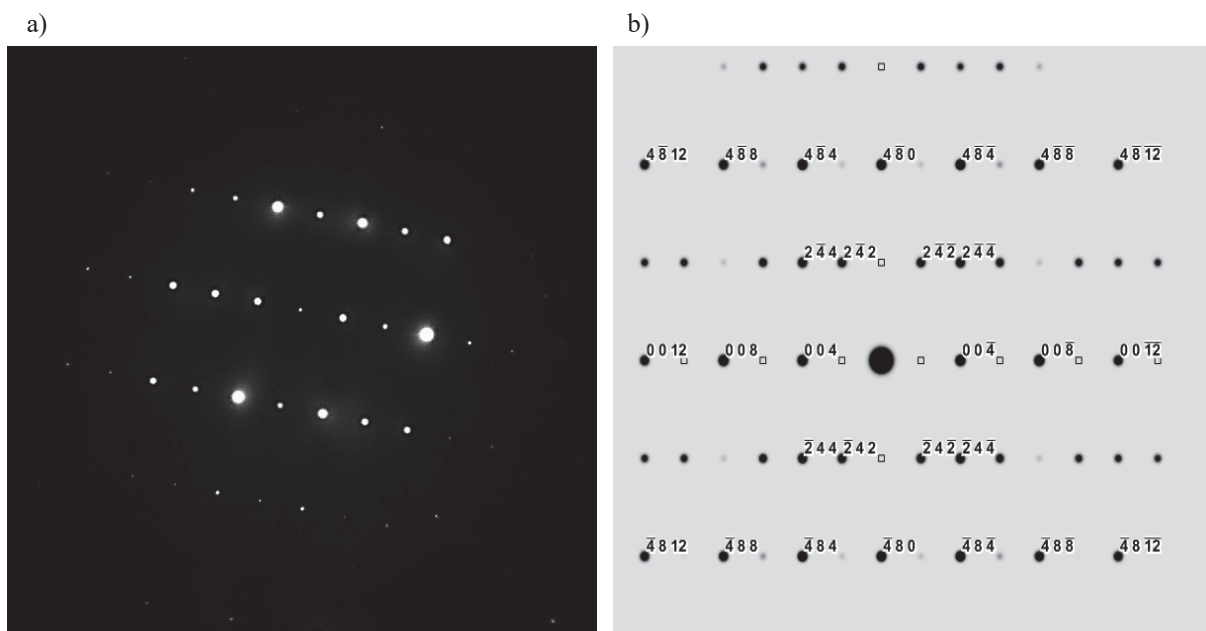 a) b)
4 8̅ 12 4 8̅ 8 4 8̅ 4 4 8̅ 0 4 8̅ 4̅ 4 8̅ 8̅ 4 8̅ 1̅2̅
2 4̅ 4 2 4̅ 2 2 4̅ 2̅ 2 4̅ 4̅
0 0 12 0 0 8 0 0 4 0 0 4̅ 0 0 8̅ 0 0 1̅2̅
2̅ 4 4 2̅ 4 2 2̅ 4 2̅ 2̅ 4 4̅
4̅ 8 12 4̅ 8 8 4̅ 8 4 4̅ 8 0 4̅ 8 4̅ 4̅ 8 8̅ 4̅ 8 1̅2̅